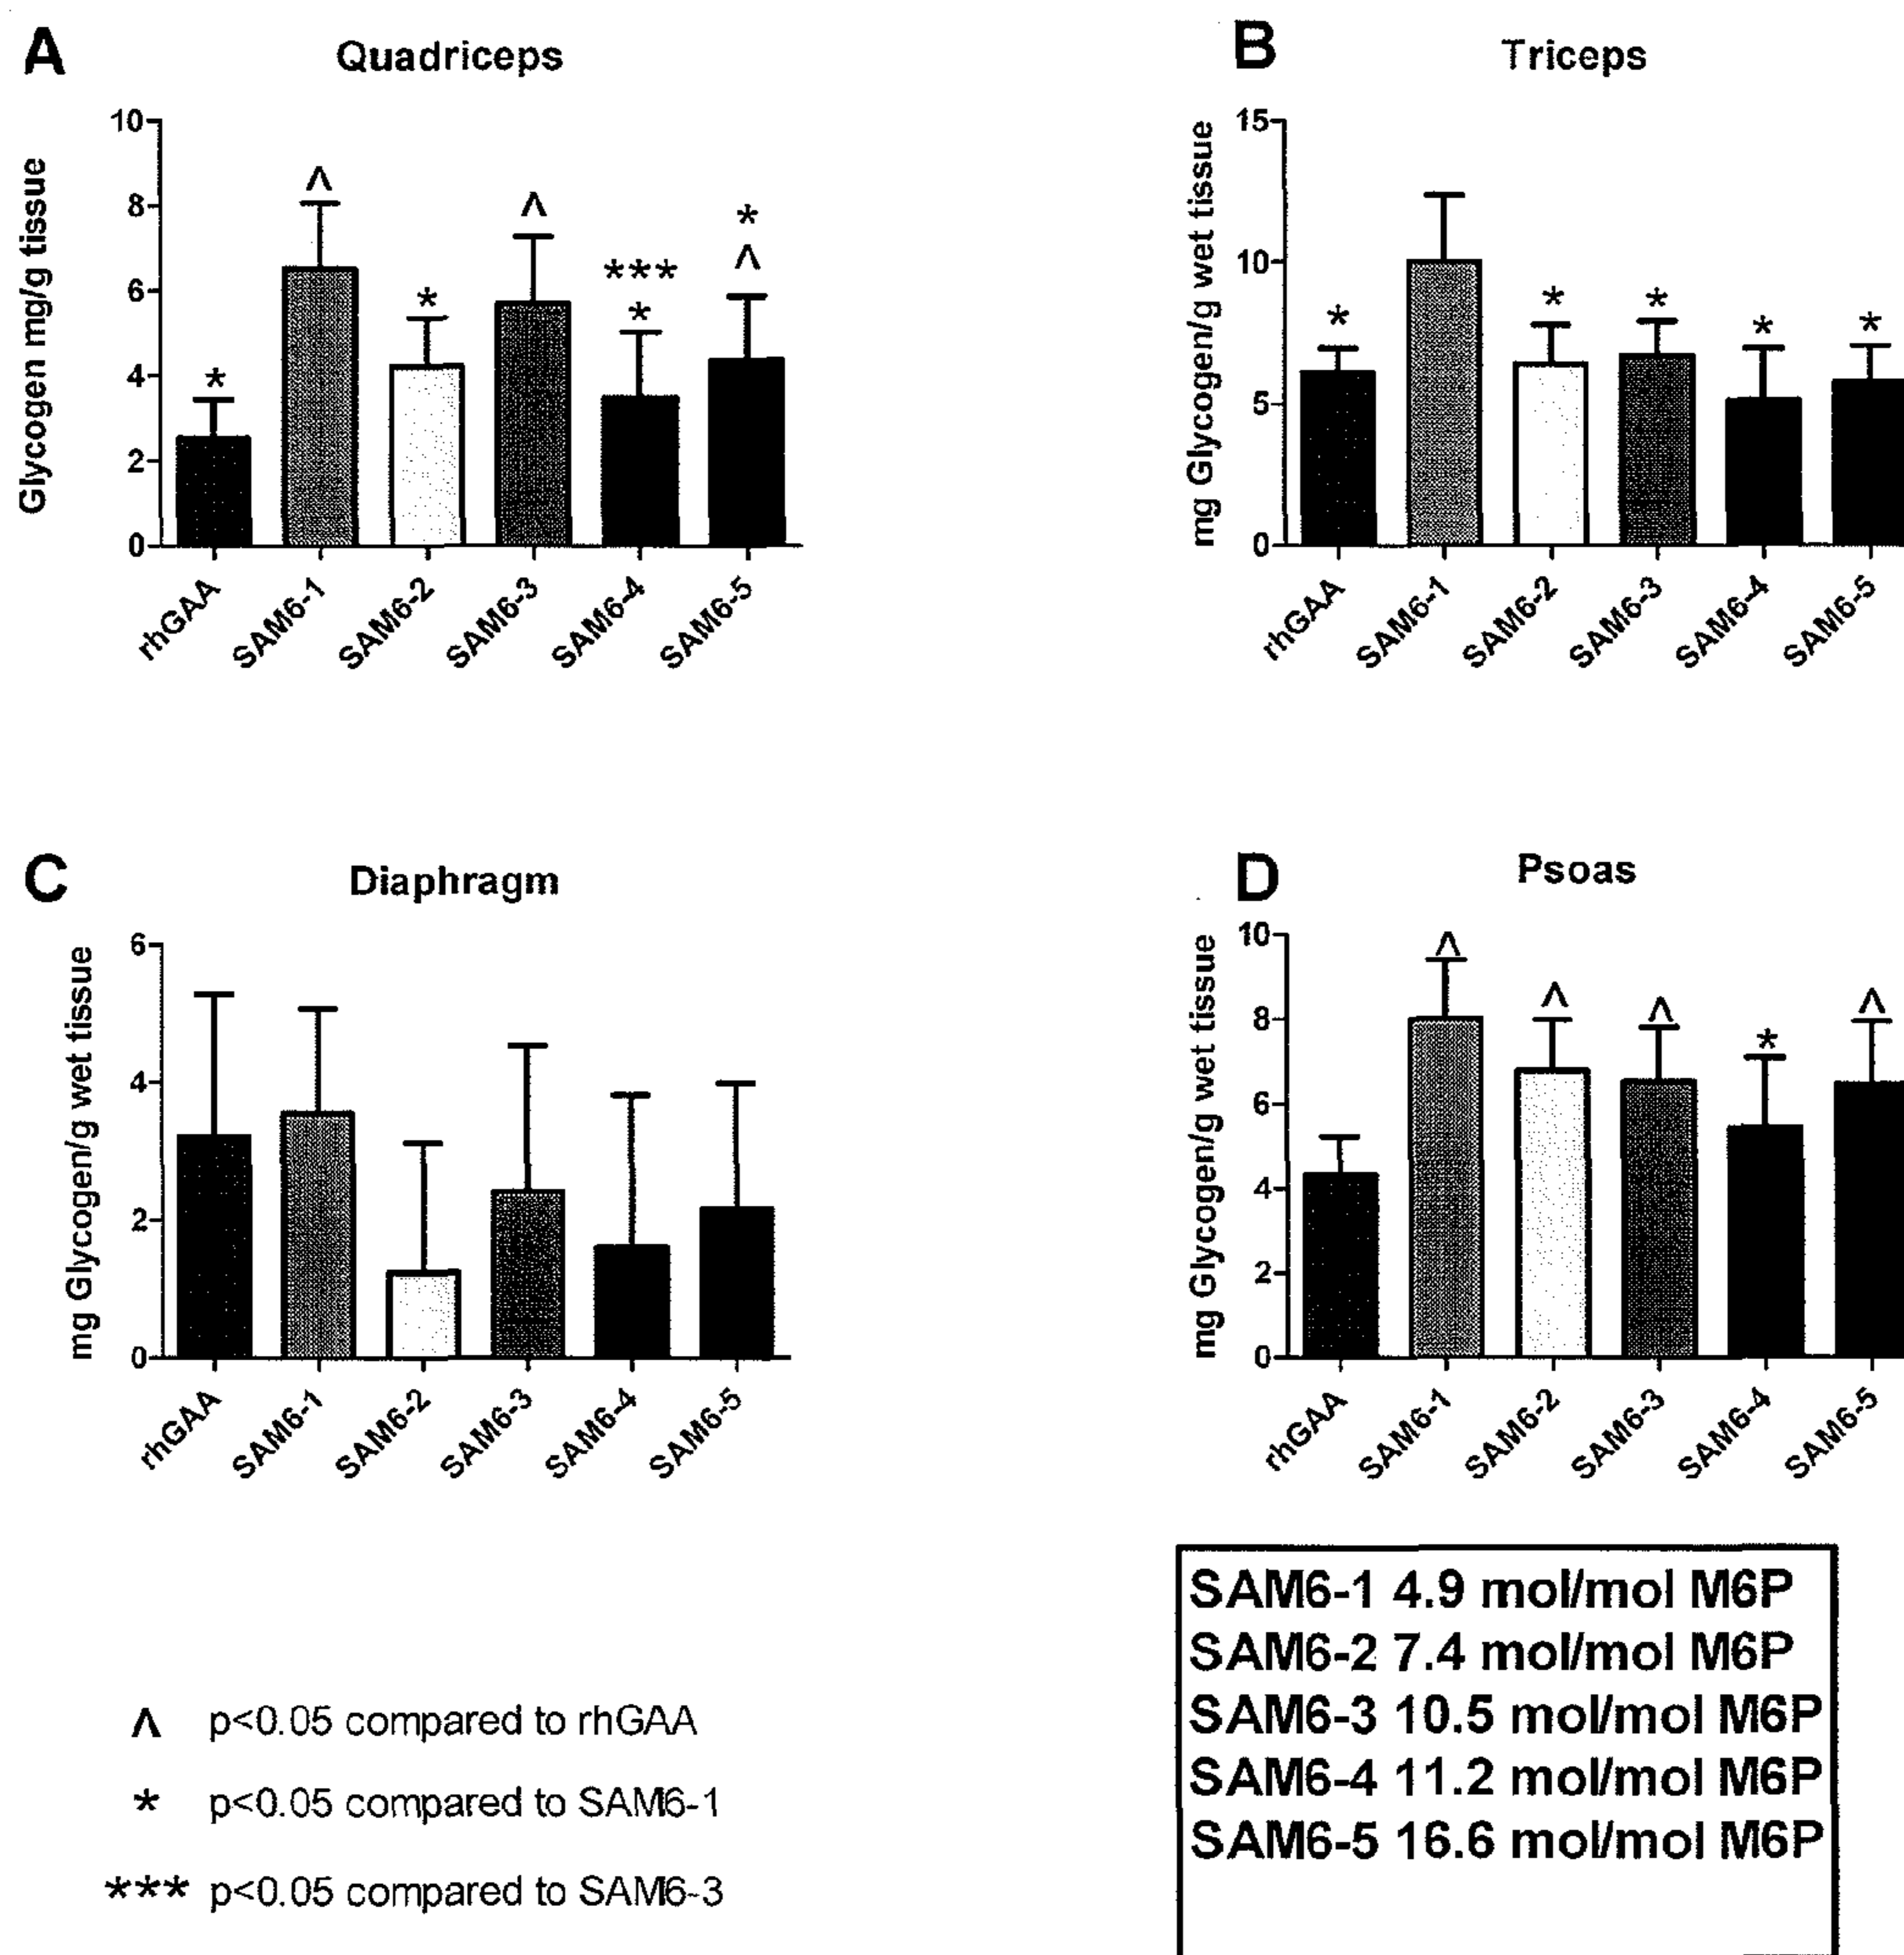 A
Quadriceps
Glycogen mg/g tissue
10
8
6
4
2
0
^
^
*
*
***
*
*
^
rhGAA
SAM6-1
SAM6-2
SAM6-3
SAM6-4
SAM6-5
B
Triceps
mg Glycogen/g wet tissue
15
10
5
0
*
*
*
*
*
rhGAA
SAM6-1
SAM6-2
SAM6-3
SAM6-4
SAM6-5
C
Diaphragm
mg Glycogen/g wet tissue
6
4
2
0
rhGAA
SAM6-1
SAM6-2
SAM6-3
SAM6-4
SAM6-5
D
Psoas
mg Glycogen/g wet tissue
10
8
6
4
2
0
^
^
^
*
^
rhGAA
SAM6-1
SAM6-2
SAM6-3
SAM6-4
SAM6-5
^ p<0.05 compared to rhGAA
* p<0.05 compared to SAM6-1
*** p<0.05 compared to SAM6-3
SAM6-1 4.9 mol/mol M6P
SAM6-2 7.4 mol/mol M6P
SAM6-3 10.5 mol/mol M6P
SAM6-4 11.2 mol/mol M6P
SAM6-5 16.6 mol/mol M6P